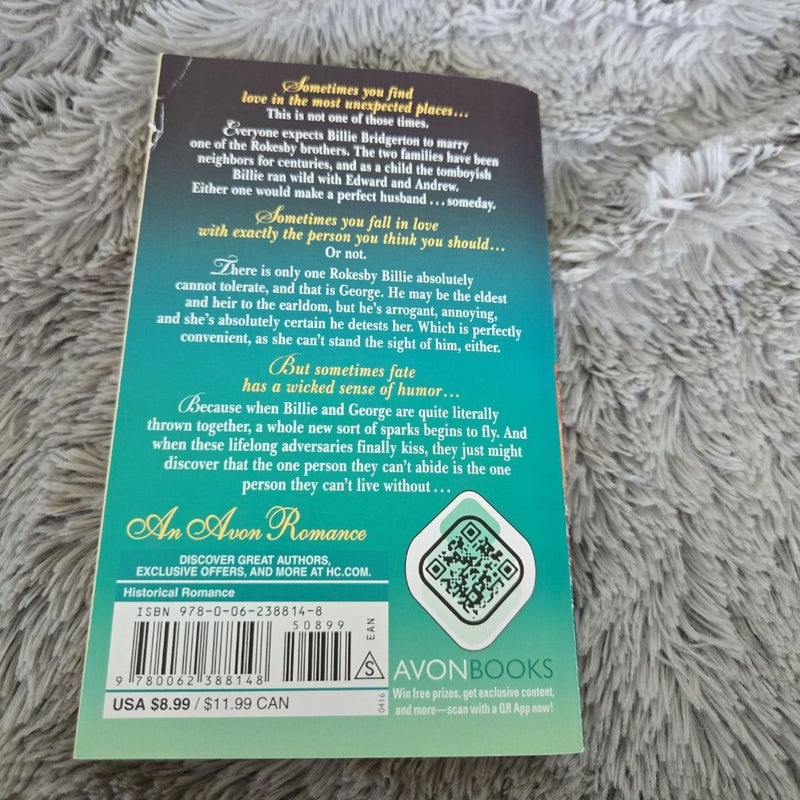 Sometimes you find
love in the most unexpected places...
This is not one of those times.
Everyone expects Billie Bridgerton to marry
one of the Rokesby brothers. The two families have been
neighbors for centuries, and as a child the tomboyish
Billie ran wild with Edward and Andrew.
Either one would make a perfect husband...someday.
Sometimes you fall in love
with exactly the person you think you should...
Or not.
There is only one Rokesby Billie absolutely
cannot tolerate, and that is George. He may be the eldest
and heir to the earldom, but he's arrogant, annoying,
and she's absolutely certain he detests her. Which is perfectly
convenient, as she can't stand the sight of him, either.
But sometimes fate
has a wicked sense of humor...
Because when Billie and George are quite literally
thrown together, a whole new sort of sparks begins to fly. And
when these lifelong adversaries finally kiss, they just might
discover that the one person they can't abide is the one
person they can't live without...
An Avon Romance
DISCOVER GREAT AUTHORS,
EXCLUSIVE OFFERS, AND MORE AT HC.COM.
Historical Romance
ISBN 978-0-06-238814-8
50899
EAN
9 780062 388148
S
USA $8.99 / $11.99 CAN
0416
AVONBOOKS
Win free prizes, get exclusive content,
and more—scan with a QR App now!